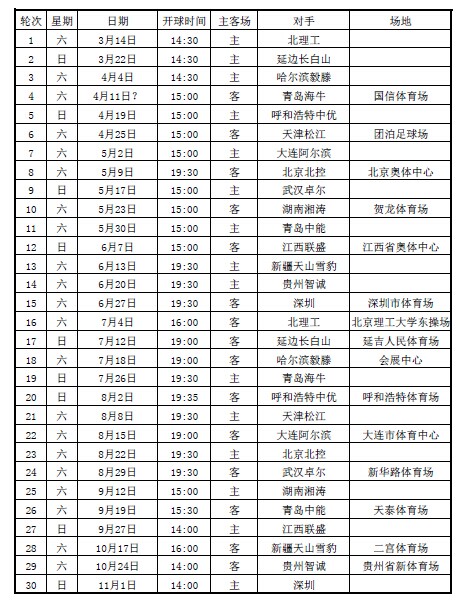 轮次 星期 日期 开球时间 主客场 对手 场地
1 六 3月14日 14:30 主 北理工
2 日 3月22日 14:30 主 延边长白山
3 六 4月4日 14:30 主 哈尔滨毅滕
4 六 4月11日？ 15:00 客 青岛海牛 国信体育场
5 日 4月19日 15:00 主 呼和浩特中优
6 六 4月25日 15:00 客 天津松江 团泊足球场
7 六 5月2日 15:00 主 大连阿尔滨
8 六 5月9日 19:30 客 北京北控 北京奥体中心
9 日 5月17日 15:00 主 武汉卓尔
10 六 5月23日 15:00 客 湖南湘涛 贺龙体育场
11 六 5月30日 15:00 主 青岛中能
12 日 6月7日 15:00 客 江西联盛 江西省奥体中心
13 六 6月13日 19:30 主 新疆天山雪豹
14 六 6月20日 19:30 主 贵州智诚
15 六 6月27日 19:30 客 深圳 深圳市体育场
16 六 7月4日 16:00 客 北理工 北京理工大学东操场
17 日 7月12日 19:00 客 延边长白山 延吉人民体育场
18 六 7月18日 19:00 客 哈尔滨毅滕 会展中心
19 日 7月26日 19:30 主 青岛海牛
20 日 8月2日 19:35 客 呼和浩特中优 呼和浩特体育场
21 六 8月8日 19:30 主 天津松江
22 六 8月15日 19:00 客 大连阿尔滨 大连市体育中心
23 六 8月22日 19:30 主 北京北控
24 六 8月29日 19:30 客 武汉卓尔 新华路体育场
25 六 9月12日 15:00 主 湖南湘涛
26 六 9月19日 15:30 客 青岛中能 天泰体育场
27 日 9月27日 14:00 主 江西联盛
28 六 10月17日 16:00 客 新疆天山雪豹 二宫体育场
29 六 10月24日 14:00 客 贵州智诚 贵州省新体育场
30 日 11月1日 14:00 主 深圳